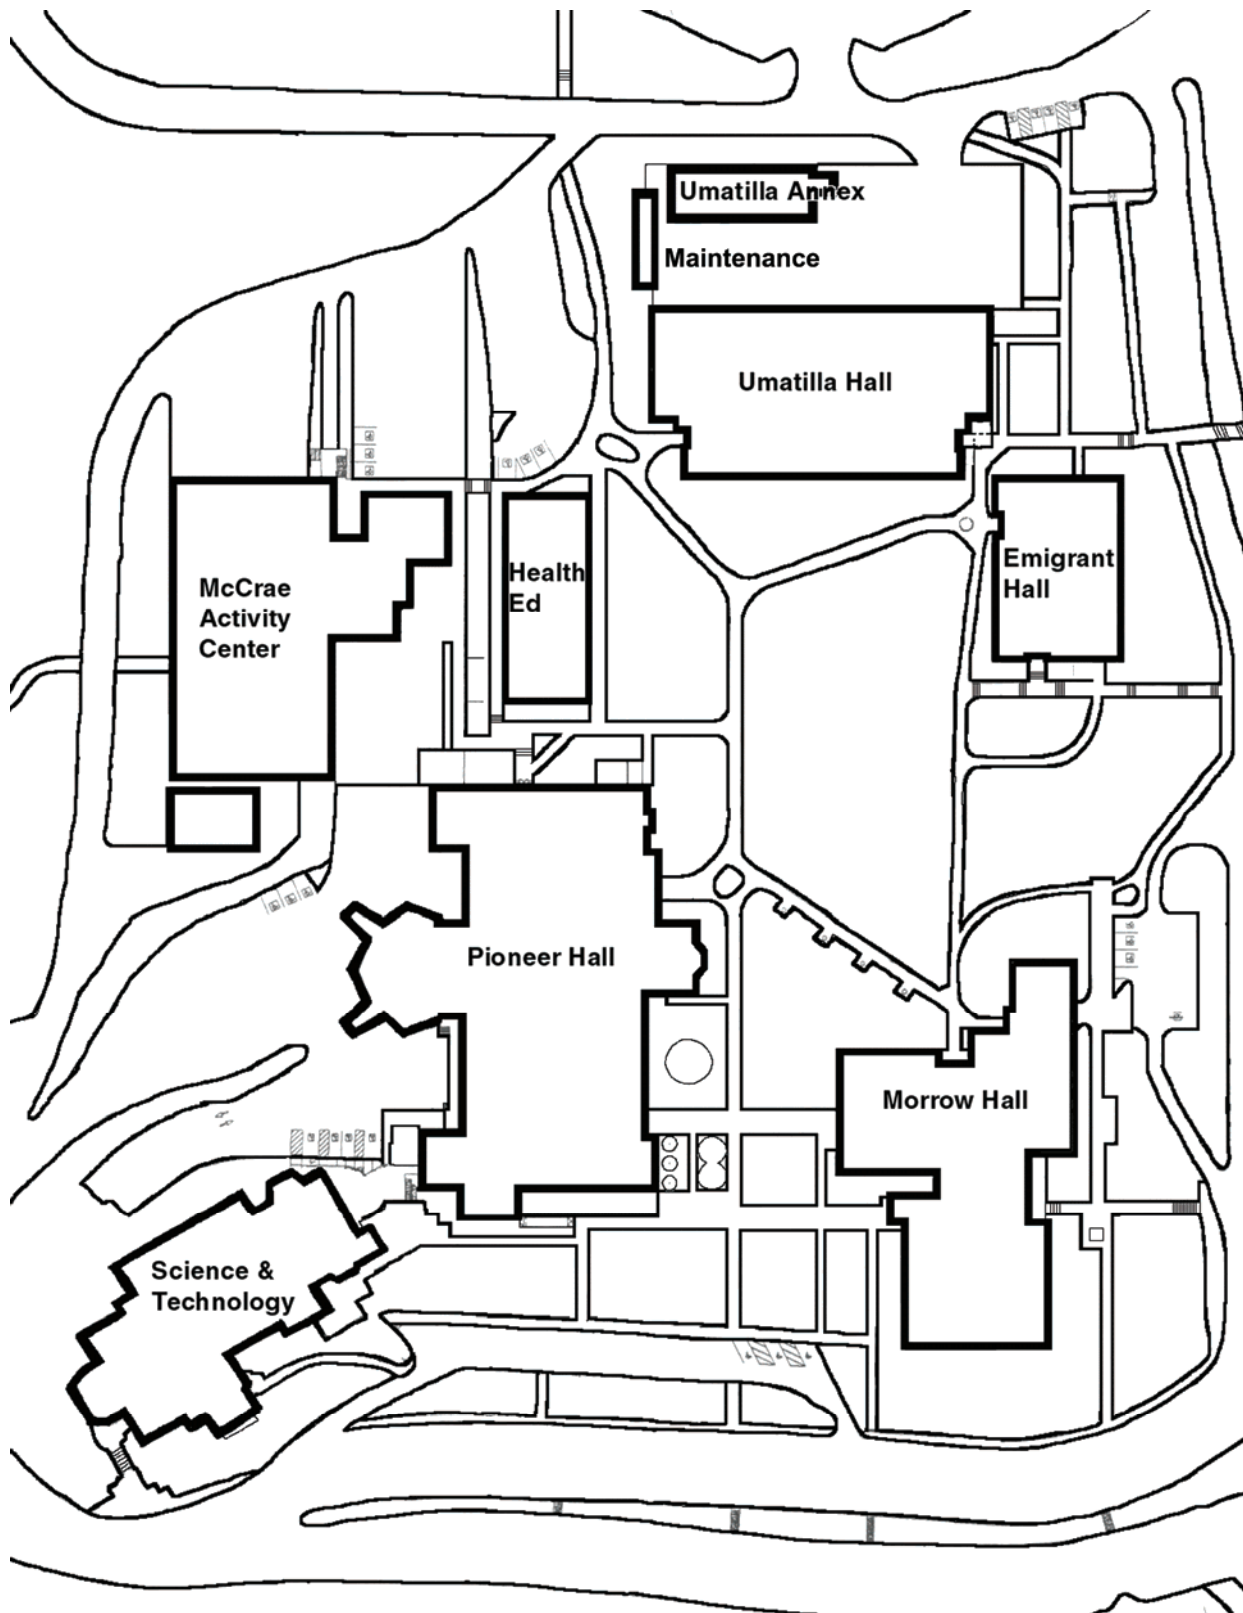 Umatilla Annex
Maintenance
Umatilla Hall
Emigrant
Hall
Health
Ed
McCrae
Activity
Center
Pioneer Hall
Morrow Hall
Science &
Technology